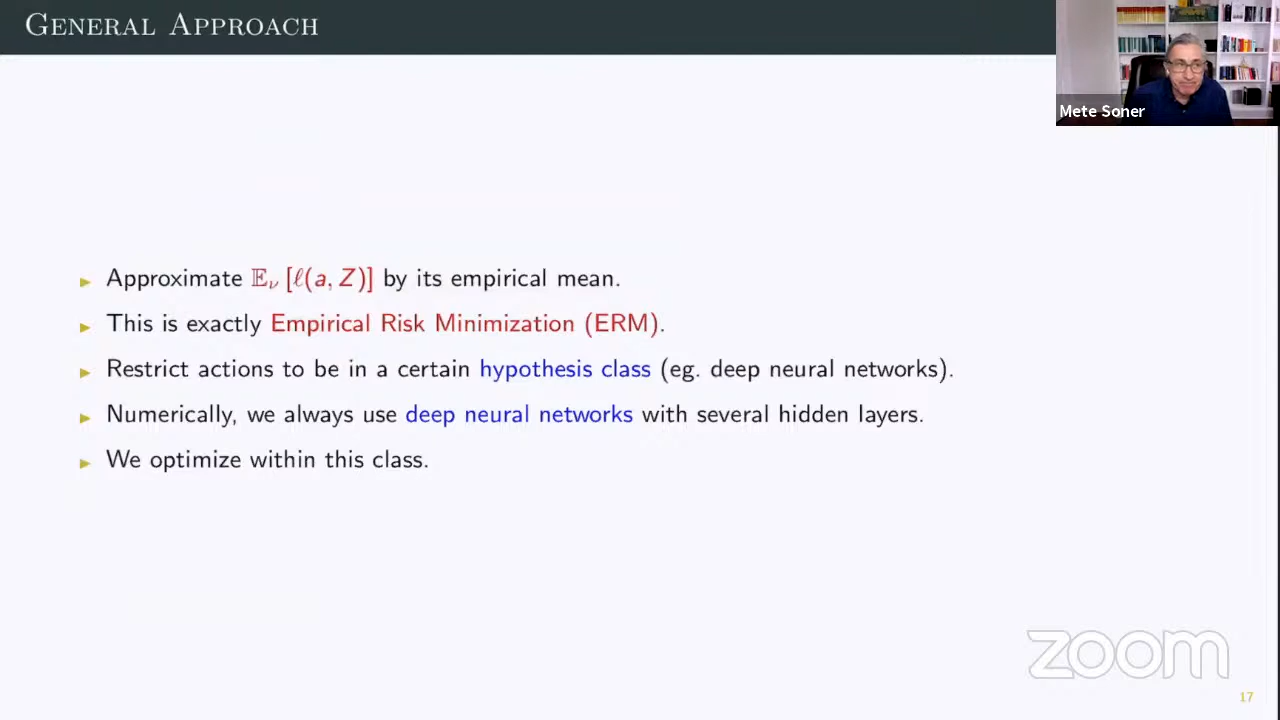 General Approach
Mete Soner
▶ Approximate 𝔼ν [ℓ(a, Z)] by its empirical mean.
▶ This is exactly Empirical Risk Minimization (ERM).
▶ Restrict actions to be in a certain hypothesis class (eg. deep neural networks).
▶ Numerically, we always use deep neural networks with several hidden layers.
▶ We optimize within this class.
zoom
17